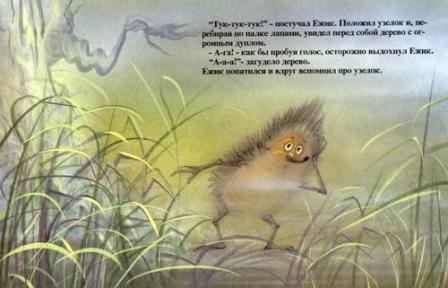 “Тук-тук-тук!” - постучал Ежик. Положил узелок и, пе-
ребирая по палке лапами, увидел перед собой дерево с ог-
ромным дуплом.
- А-га! - как бы пробуя голос, осторожно выдохнул Ежик.
“А-а-а!”- загудело дерево.
Ежик попятился и вдруг вспомнил про узелок.